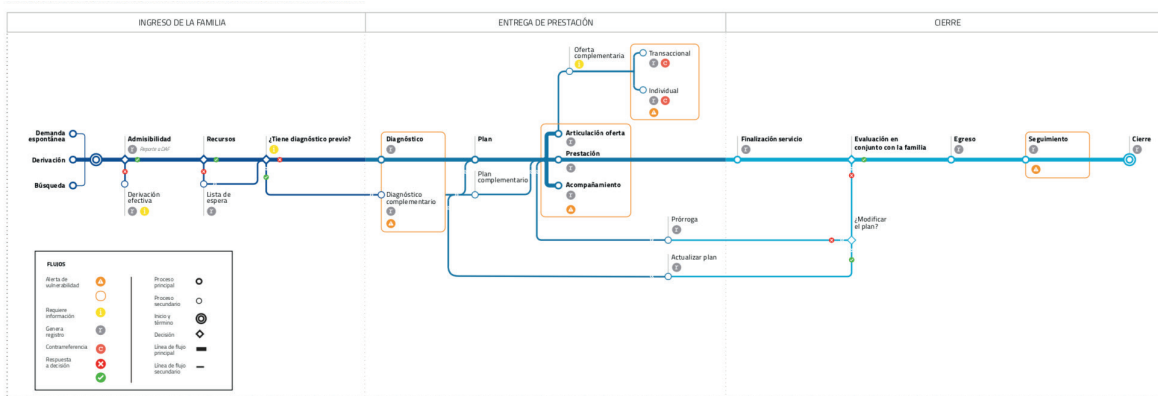 INGRESO DE LA FAMILIA
ENTREGA DE PRESTACIÓN
CIERRE
Demanda
espontánea
Derivación
Búsqueda
Admisibilidad
Recursos
¿Tiene diagnóstico previo?
Derivación
efectiva
Lista de
espera
Diagnóstico
Diagnóstico
complementario
Plan
Plan
complementario
Oferta
complementaria
Transaccional
Individual
Articulación oferta
Prestación
Acompañamiento
Prórroga
Actualizar plan
Finalización servicio
Evaluación en
conjunto con la familia
¿Modificar
el plan?
Egreso
Seguimiento
Cierre
FLUJOS
Alerta de
vulnerabilidad
Requiere
información
Genera
registro
Contrarreferencia
Respuesta
a decisión
Proceso
principal
Proceso
secundario
Inicio y
término
Decisión
Línea de flujo
principal
Línea de flujo
secundario